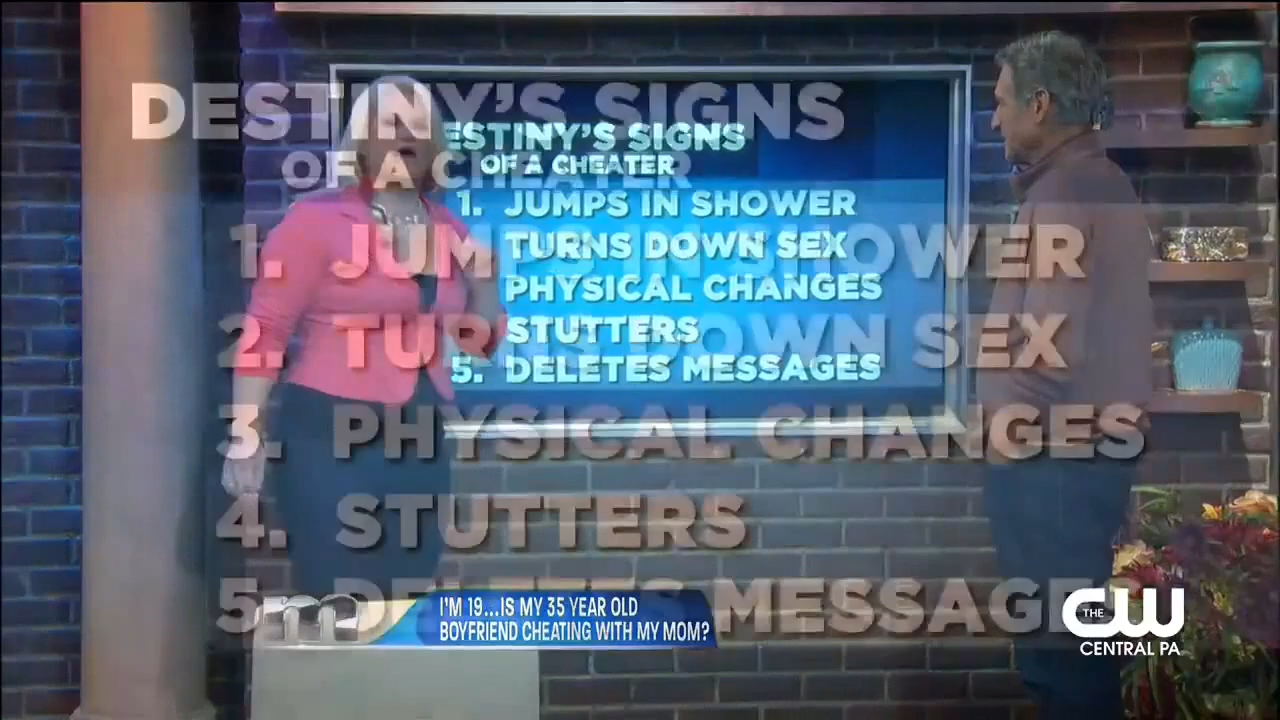 DESTINY'S SIGNS
OF A CHEATER
1. JUMPS IN SHOWER
2. TURNS DOWN SEX
3. PHYSICAL CHANGES
4. STUTTERS
5. DELETES MESSAGES
ESTINY'S SIGNS
OF A CHEATER
1. JUMPS IN SHOWER
TURNS DOWN SEX
PHYSICAL CHANGES
STUTTERS
5. DELETES MESSAGES
m
I'M 19...IS MY 35 YEAR OLD
BOYFRIEND CHEATING WITH MY MOM?
THE CW
CENTRAL PA